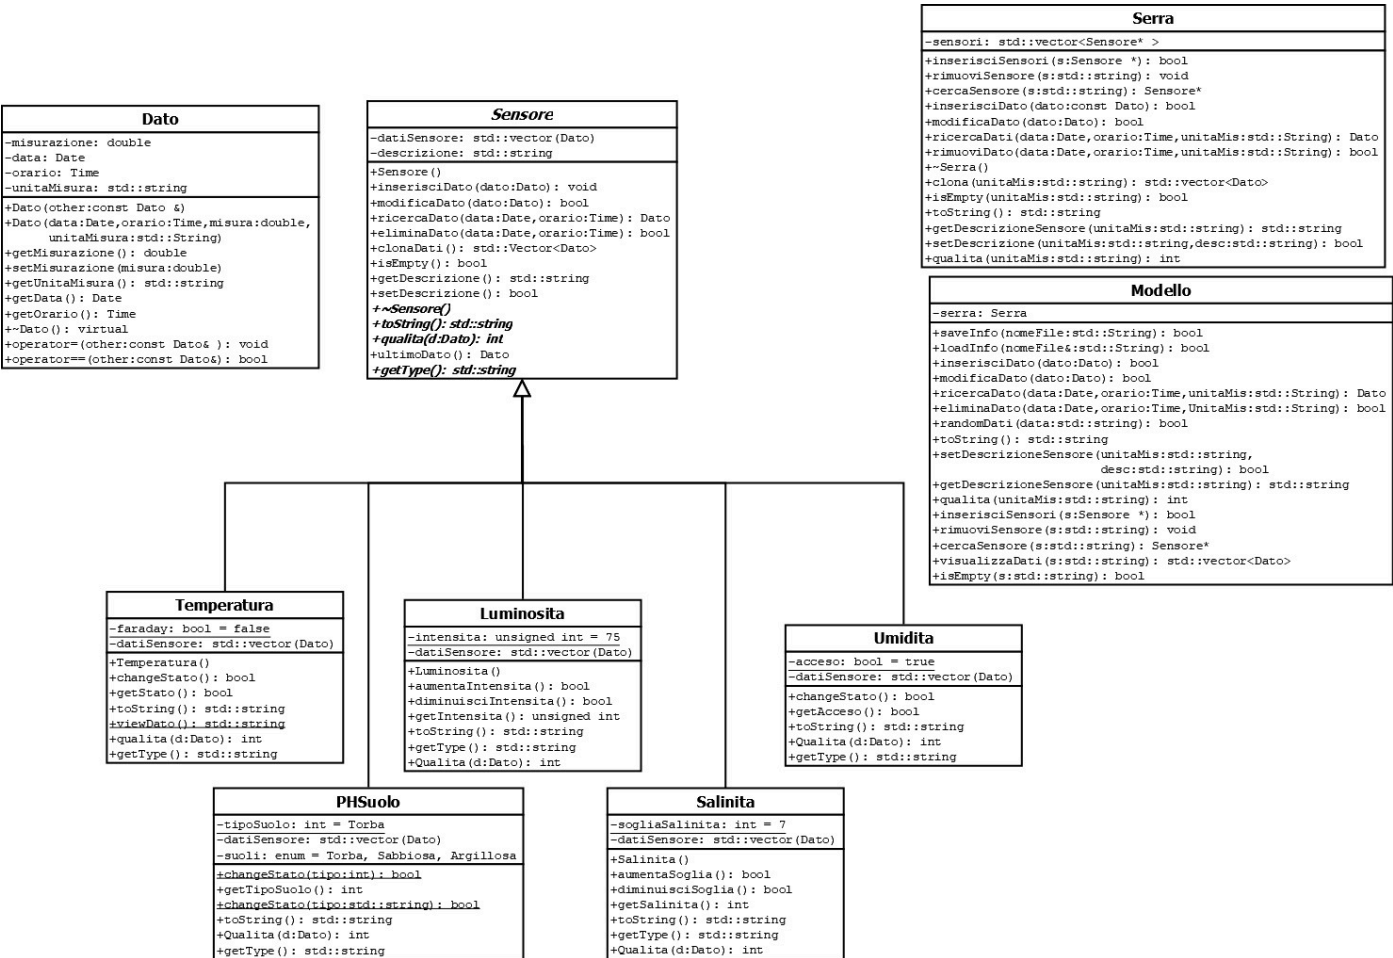 Serra
-sensori: std::vector<Sensore* >
+inserisciSensori(s:Sensore *): bool
+rimuoviSensore(s:std::string): void
+cercaSensore(s:std::string): Sensore*
+inserisciDato(dato:const Dato): bool
+modificaDato(dato:Dato): bool
+ricercaDati(data:Date,orario:Time,unitaMis:std::String): Dato
+rimuoviDato(data:Date,orario:Time,unitaMis:std::String): bool
+~Serra()
+clona(unitaMis:std::string): std::vector<Dato>
+isEmpty(unitaMis:std::string): bool
+toString(): std::string
+getDescrizioneSensore(unitaMis:std::string): std::string
+setDescrizione(unitaMis:std::string,desc:std::string): bool
+qualita(unitaMis:std::string): int
Dato
-misurazione: double
-data: Date
-orario: Time
-unitaMisura: std::string
+Dato(other:const Dato &)
+Dato(data:Date,orario:Time,misura:double,
unitaMisura:std::String)
+getMisurazione(): double
+setMisurazione(misura:double)
+getUnitaMisura(): std::string
+getData(): Date
+getOrario(): Time
+~Dato(): virtual
+operator=(other:const Dato& ): void
+operator==(other:const Dato&): bool
Sensore
-datiSensore: std::vector(Dato)
-descrizione: std::string
+Sensore()
+inserisciDato(dato:Dato): void
+modificaDato(dato:Dato): bool
+ricercaDato(data:Date,orario:Time): Dato
+eliminaDato(data:Date,orario:Time): bool
+clonaDati(): std::Vector<Dato>
+isEmpty(): bool
+getDescrizione(): std::string
+setDescrizione(): bool
+~Sensore()
+toString(): std::string
+qualita(d:Dato): int
+ultimoDato(): Dato
+getType(): std::string
Modello
-serra: Serra
+saveInfo(nomeFile:std::String): bool
+loadInfo(nomeFile&:std::String): bool
+inserisciDato(dato:Dato): bool
+modificaDato(dato:Dato): bool
+ricercaDato(data:Date,orario:Time,unitaMis:std::String): Dato
+eliminaDato(data:Date,orario:Time,UnitaMis:std::String): bool
+randomDati(data:std::string): bool
+toString(): std::string
+setDescrizioneSensore(unitaMis:std::string,
desc:std::string): bool
+getDescrizioneSensore(unitaMis:std::string): std::string
+qualita(unitaMis:std::string): int
+inserisciSensori(s:Sensore *): bool
+rimuoviSensore(s:std::string): void
+cercaSensore(s:std::string): Sensore*
+visualizzaDati(s:std::string): std::vector<Dato>
+isEmpty(s:std::string): bool
Temperatura
-faraday: bool = false
-datiSensore: std::vector(Dato)
+Temperatura()
+changeStato(): bool
+getStato(): bool
+toString(): std::string
+viewDato(): std::string
+qualita(d:Dato): int
+getType(): std::string
Luminosita
-intensita: unsigned int = 75
-datiSensore: std::vector(Dato)
+Luminosita()
+aumentaIntensita(): bool
+diminuisciIntensita(): bool
+getIntensita(): unsigned int
+toString(): std::string
+getType(): std::string
+Qualita(d:Dato): int
Umidita
-acceso: bool = true
-datiSensore: std::vector(Dato)
+changeStato(): bool
+getAcceso(): bool
+toString(): std::string
+Qualita(d:Dato): int
+getType(): std::string
PHSuolo
-tipoSuolo: int = Torba
-datiSensore: std::vector(Dato)
-suoli: enum = Torba, Sabbiosa, Argillosa
+changeStato(tipo:int): bool
+getTipoSuolo(): int
+changeStato(tipo:std::string): bool
+toString(): std::string
+Qualita(d:Dato): int
+getType(): std::string
Salinita
-sogliaSalinita: int = 7
-datiSensore: std::vector(Dato)
+Salinita()
+aumentaSoglia(): bool
+diminuisciSoglia(): bool
+getSalinita(): int
+toString(): std::string
+getType(): std::string
+Qualita(d:Dato): int